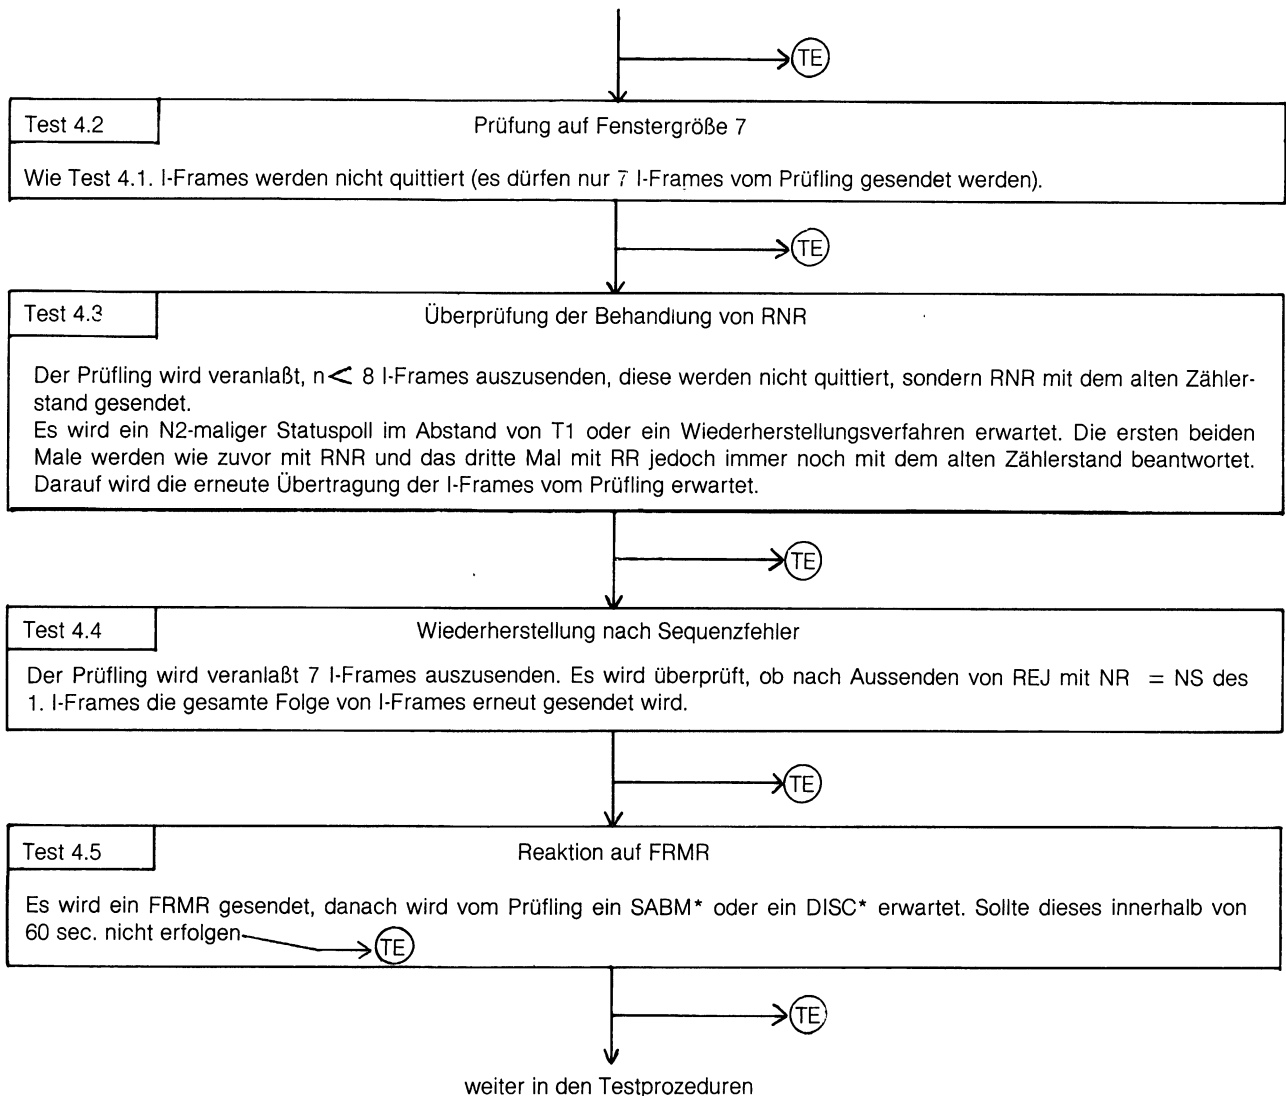 TE
Test 4.2
Prüfung auf Fenstergröße 7
Wie Test 4.1. I-Frames werden nicht quittiert (es dürfen nur 7 I-Frames vom Prüfling gesendet werden).
TE
Test 4.3
Überprüfung der Behandlung von RNR
Der Prüfling wird veranlaßt, n < 8 I-Frames auszusenden, diese werden nicht quittiert, sondern RNR mit dem alten Zähler-
stand gesendet.
Es wird ein N2-maliger Statuspoll im Abstand von T1 oder ein Wiederherstellungsverfahren erwartet. Die ersten beiden
Male werden wie zuvor mit RNR und das dritte Mal mit RR jedoch immer noch mit dem alten Zählerstand beantwortet.
Darauf wird die erneute Übertragung der I-Frames vom Prüfling erwartet.
TE
Test 4.4
Wiederherstellung nach Sequenzfehler
Der Prüfling wird veranlaßt 7 I-Frames auszusenden. Es wird überprüft, ob nach Aussenden von REJ mit NR = NS des
1. I-Frames die gesamte Folge von I-Frames erneut gesendet wird.
TE
Test 4.5
Reaktion auf FRMR
Es wird ein FRMR gesendet, danach wird vom Prüfling ein SABM* oder ein DISC* erwartet. Sollte dieses innerhalb von
60 sec. nicht erfolgen TE
TE
weiter in den Testprozeduren